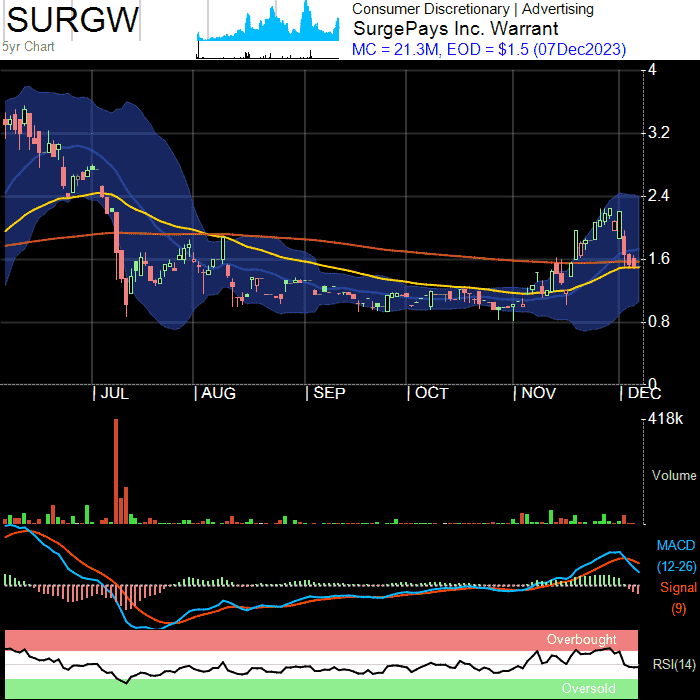 SURGW
5yr Chart
Consumer Discretionary | Advertising
SurgePays Inc. Warrant
MC = 21.3M, EOD = $1.5 (07Dec2023)
4
3.2
2.4
1.6
0.8
0
| JUL | AUG | SEP | OCT | NOV | DEC
418k
Volume
MACD
(12-26)
Signal
(9)
Overbought
RSI(14)
Oversold